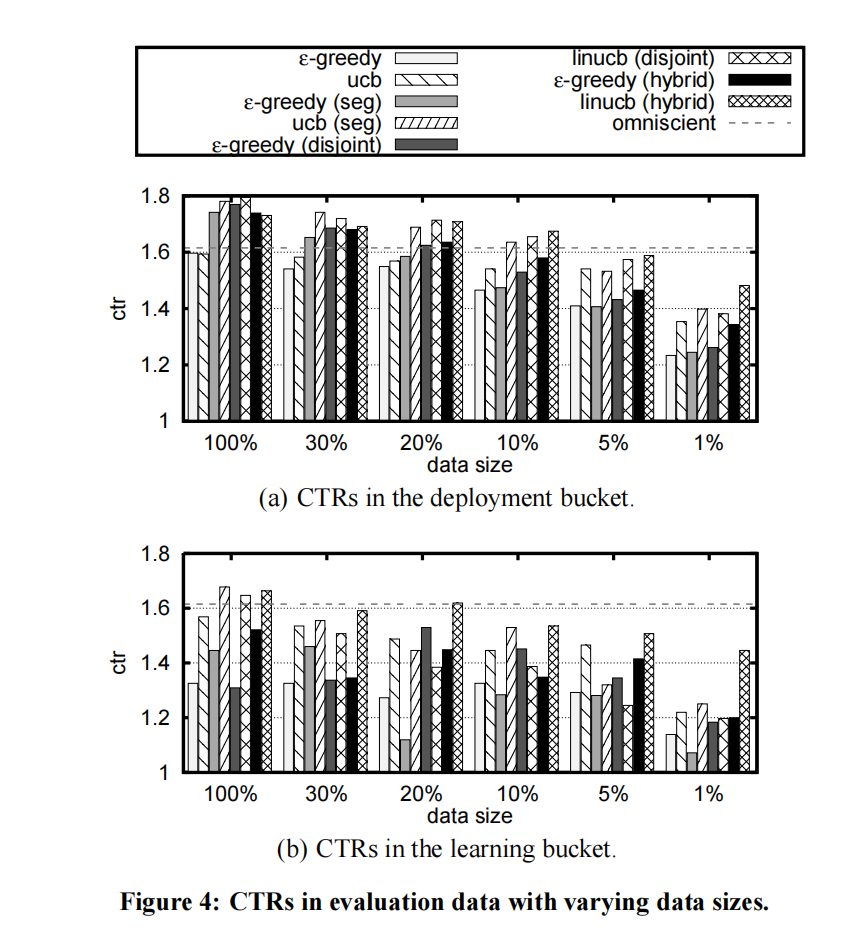 ε-greedy
ucb
ε-greedy (seg)
ucb (seg)
ε-greedy (disjoint)
linucb (disjoint)
ε-greedy (hybrid)
linucb (hybrid)
omniscient
1.8
1.6
1.4
1.2
1
ctr
100% 30% 20% 10% 5% 1%
data size
(a) CTRs in the deployment bucket.
1.8
1.6
1.4
1.2
1
ctr
100% 30% 20% 10% 5% 1%
data size
(b) CTRs in the learning bucket.
Figure 4: CTRs in evaluation data with varying data sizes.